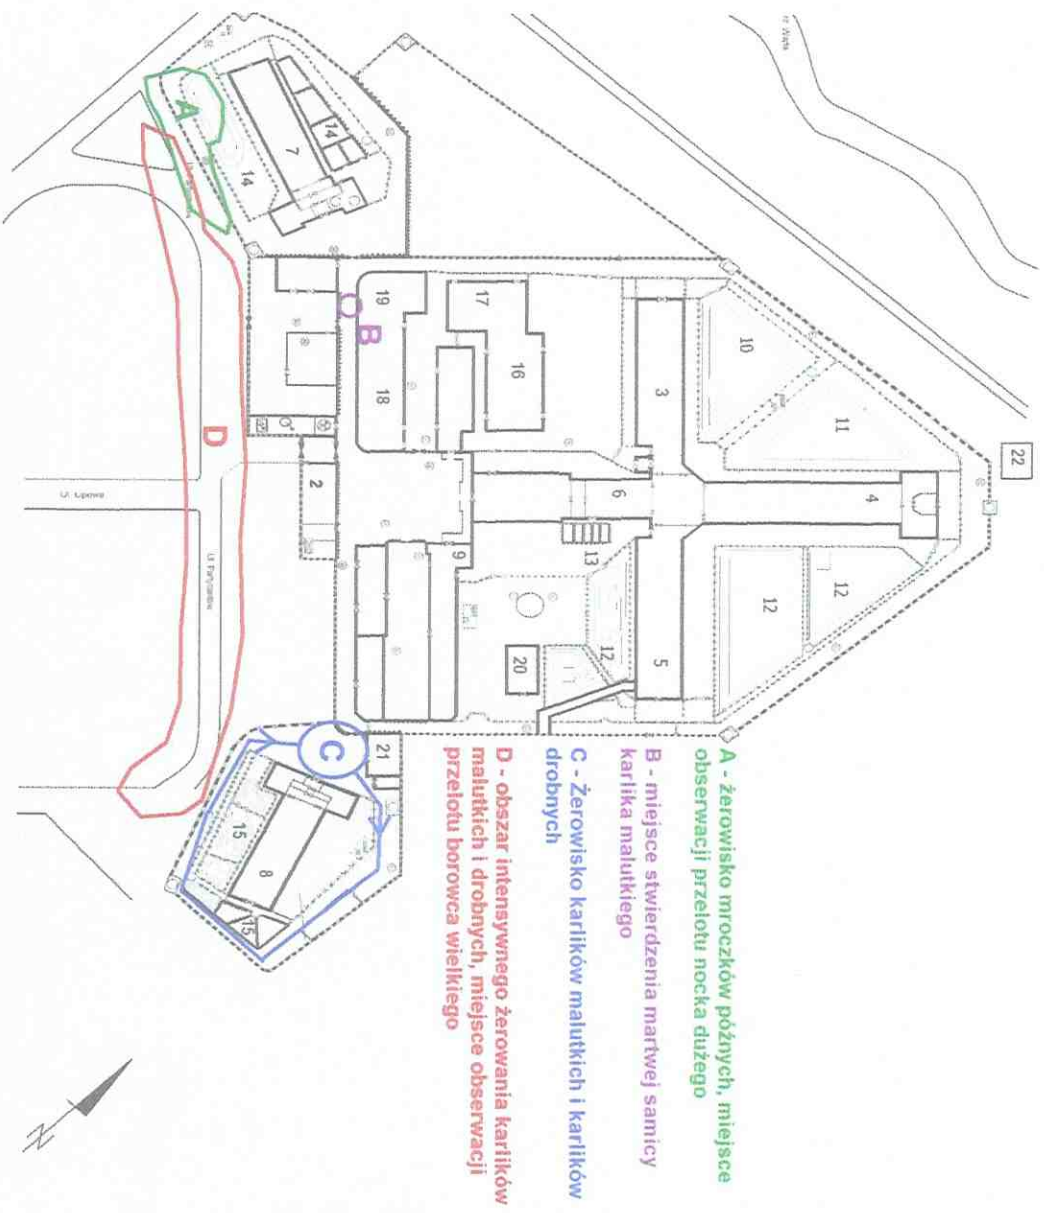 rz. Warta
A
B
C
D
ul. Lipowa
1
2
3
4
5
6
7
8
9
10
11
12
12
12
13
14
14
15
15
16
17
18
19
20
21
22
A - żerowisko mroczków późnych, miejsce
obserwacji przelotu nocka dużego
B - miejsce stwierdzenia martwej samicy
karlika malutkiego
C - Żerowisko karlików malutkich i karlików
drobnych
D - obszar intensywnego żerowania karlików
malutkich i drobnych, miejsce obserwacji
przelotu borowca wielkiego
N